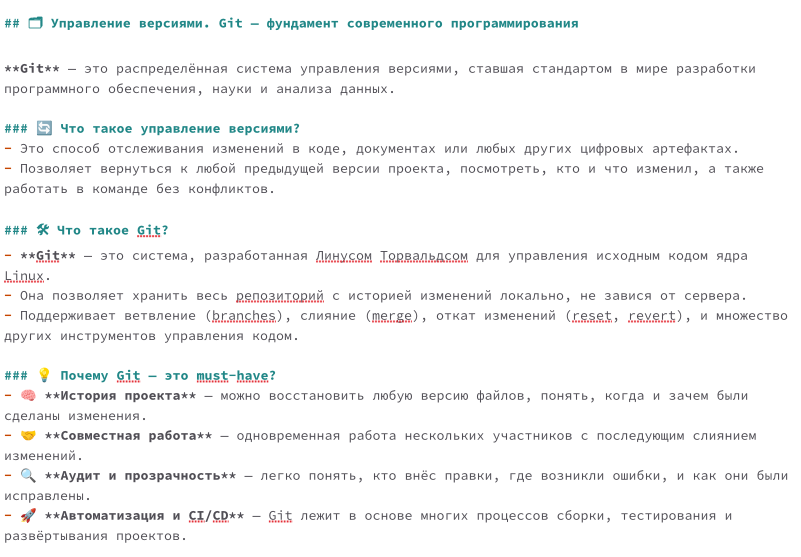 ## 🗂️ Управление версиями. Git — фундамент современного программирования
**Git** — это распределённая система управления версиями, ставшая стандартом в мире разработки
программного обеспечения, науки и анализа данных.
### 🔄 Что такое управление версиями?
- Это способ отслеживания изменений в коде, документах или любых других цифровых артефактах.
- Позволяет вернуться к любой предыдущей версии проекта, посмотреть, кто и что изменил, а также
работать в команде без конфликтов.
### 🛠 Что такое Git?
- **Git** — это система, разработанная Линусом Торвальдсом для управления исходным кодом ядра
Linux.
- Она позволяет хранить весь репозиторий с историей изменений локально, не завися от сервера.
- Поддерживает ветвление (branches), слияние (merge), откат изменений (reset, revert), и множество
других инструментов управления кодом.
### 💡 Почему Git — это must-have?
- 🧠 **История проекта** — можно восстановить любую версию файлов, понять, когда и зачем были
сделаны изменения.
- 🤝 **Совместная работа** — одновременная работа нескольких участников с последующим слиянием
изменений.
- 🔍 **Аудит и прозрачность** — легко понять, кто внёс правки, где возникли ошибки, и как они были
исправлены.
- 🚀 **Автоматизация и CI/CD** — Git лежит в основе многих процессов сборки, тестирования и
развёртывания проектов.